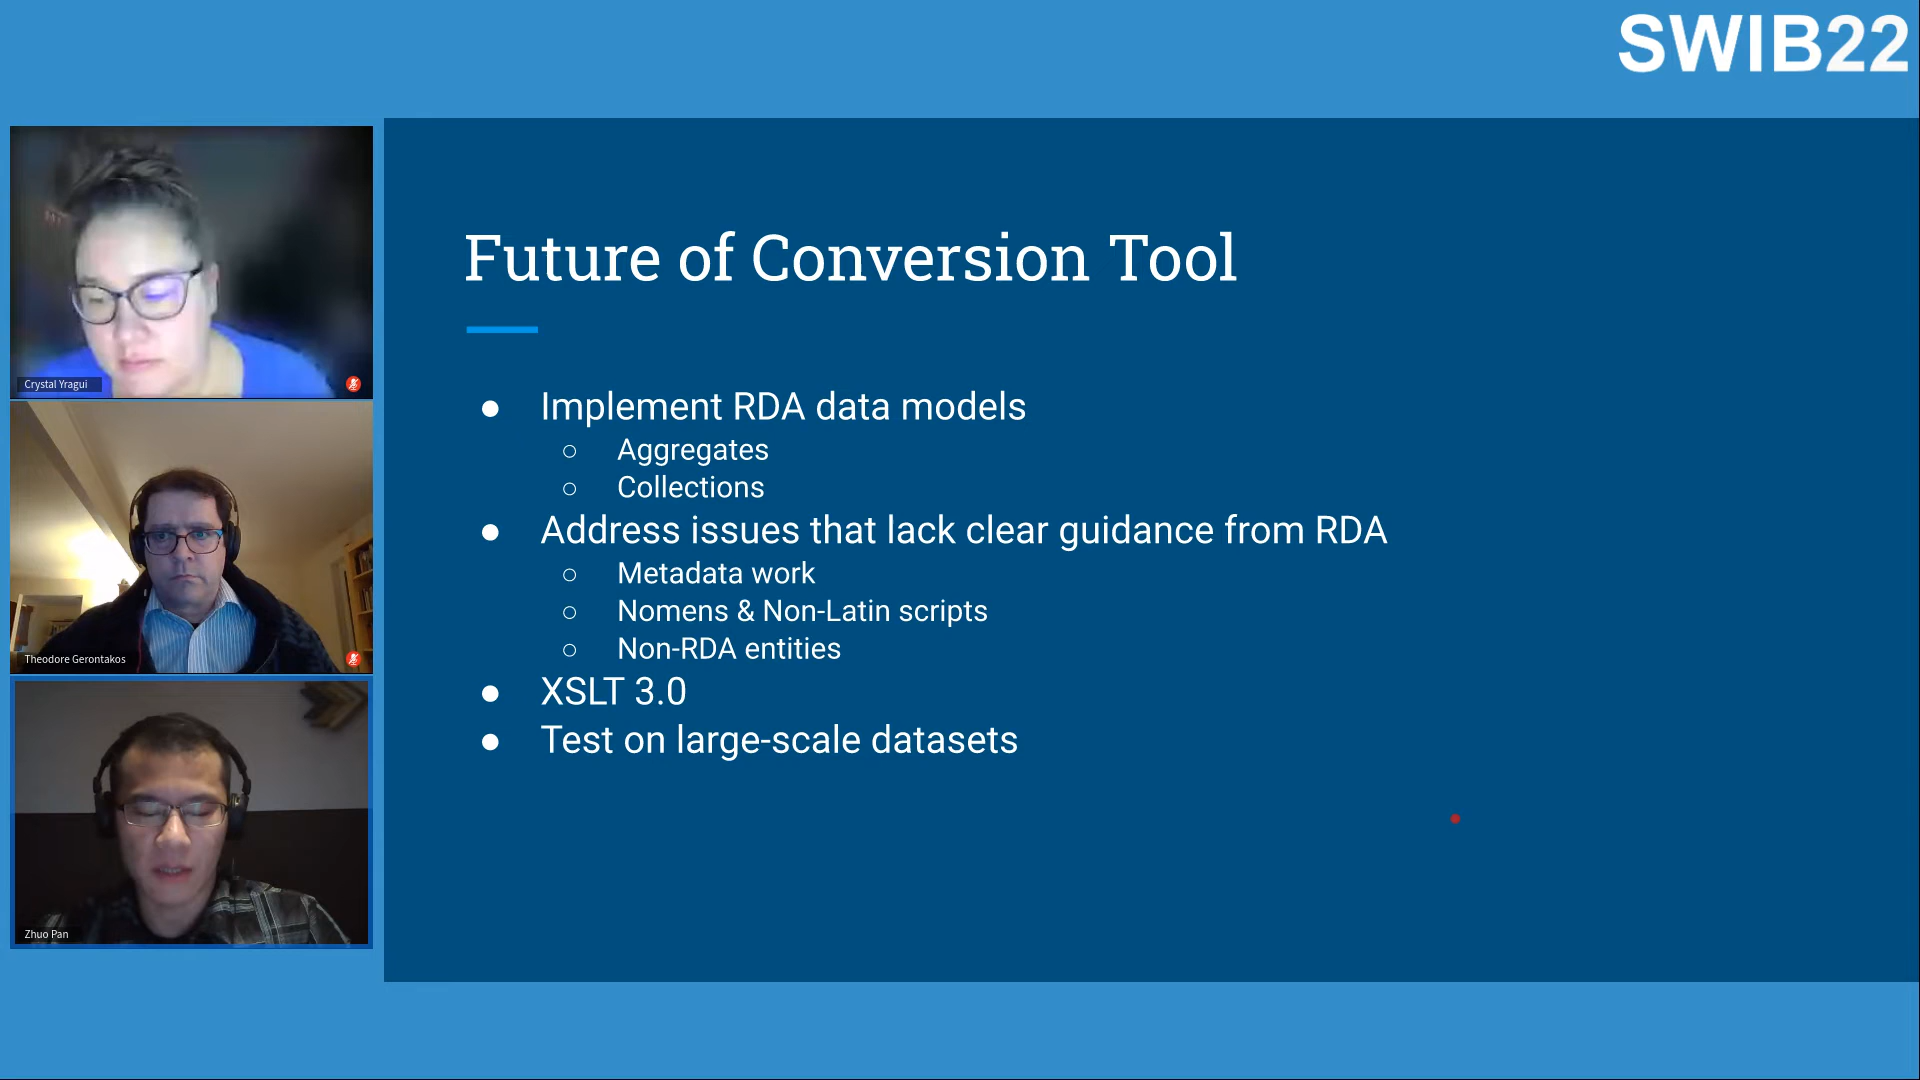 SWIB22
Crystal Yragui
Theodore Gerontakos
Zhuo Pan
Future of Conversion Tool
● Implement RDA data models
○ Aggregates
○ Collections
● Address issues that lack clear guidance from RDA
○ Metadata work
○ Nomens & Non-Latin scripts
○ Non-RDA entities
● XSLT 3.0
● Test on large-scale datasets